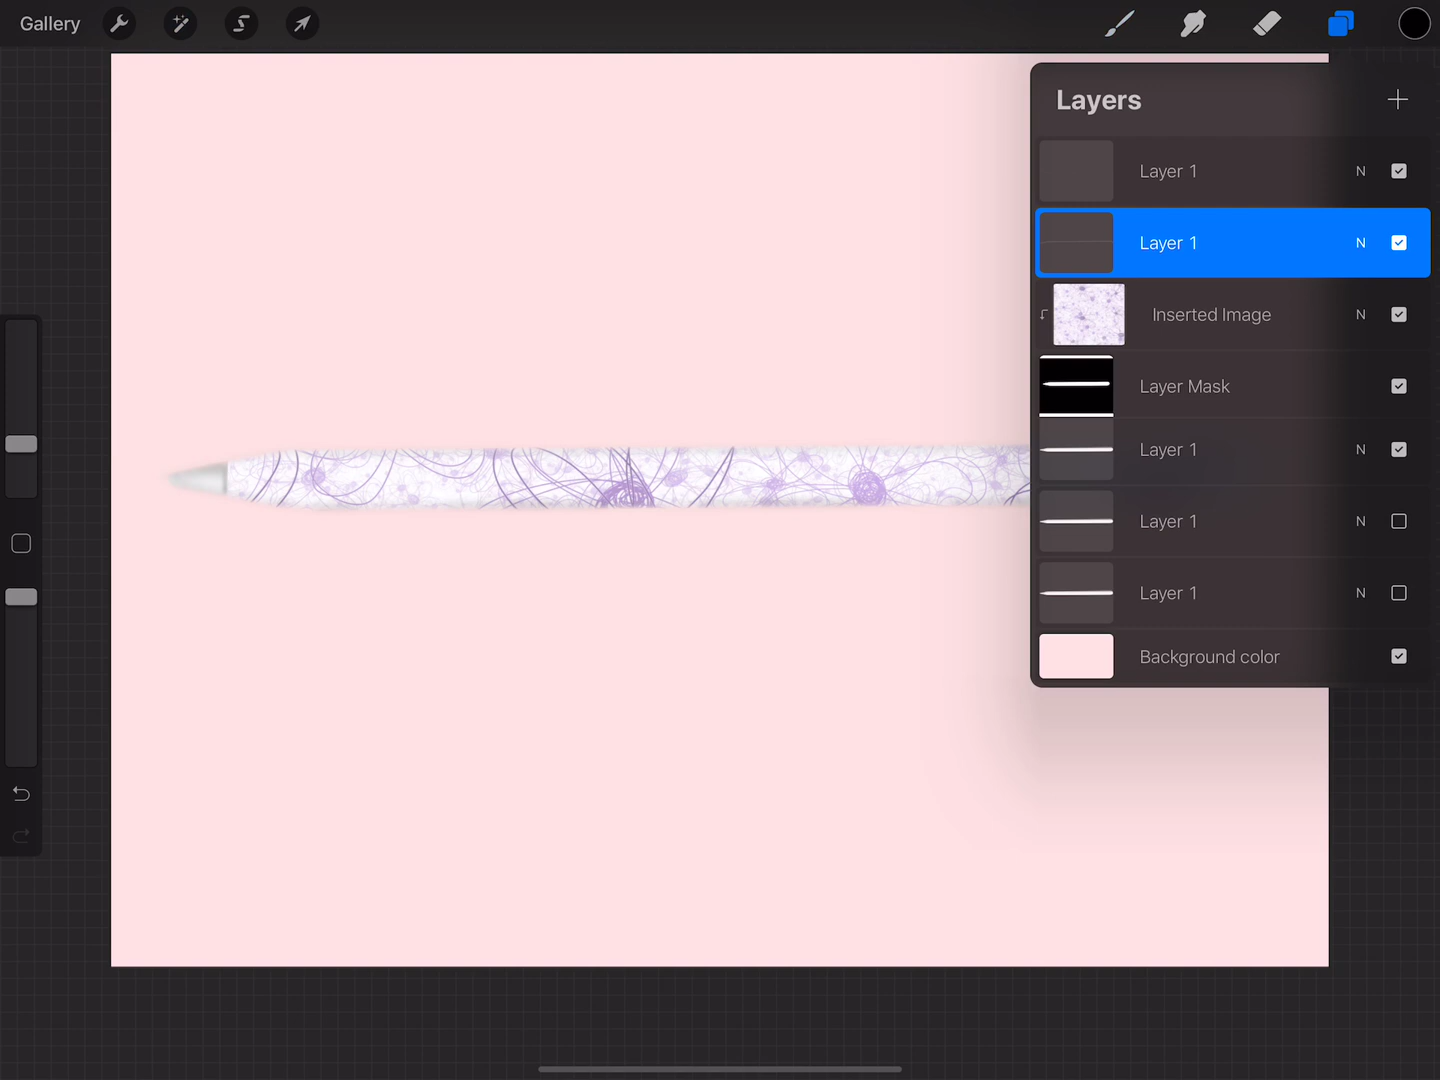 Gallery
Layers
Layer 1 N
Layer 1 N
Inserted Image N
Layer Mask
Layer 1 N
Layer 1 N
Layer 1 N
Background color